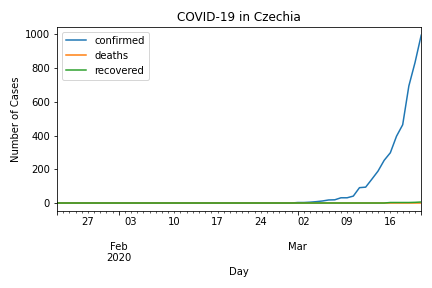 COVID-19 in Czechia
confirmed
deaths
recovered
Number of Cases
1000
800
600
400
200
0
27 03 10 17 24 02 09 16
Feb Mar
2020
Day